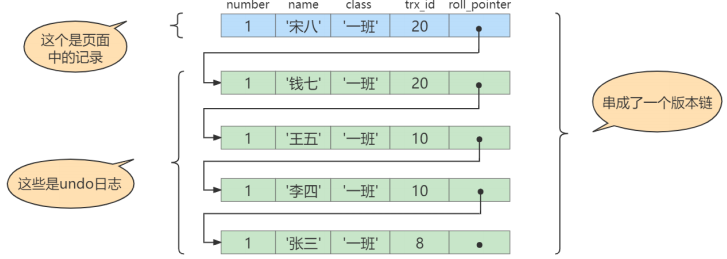 number name class trx_id roll_pointer
1 '宋八' '一班' 20
1 '钱七' '一班' 20
1 '王五' '一班' 10
1 '李四' '一班' 10
1 '张三' '一班' 8
这个是页面
中的记录
这些是undo日志
串成了一个版本链